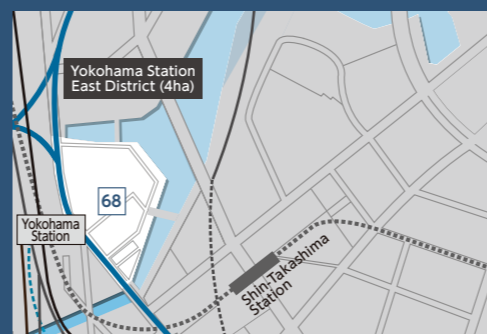 Yokohama Station
East District (4ha)
68
Yokohama
Station
Shin-Takashima
Station